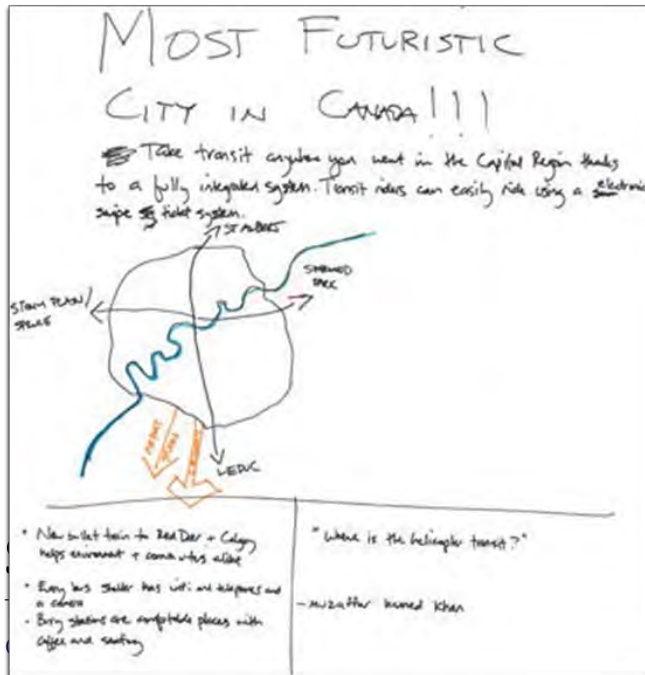 MOST FUTURISTIC
CITY IN CANADA!!!
Take transit anywhere you want in the Capital Region thanks
to a fully integrated system. Transit riders can easily ride using a electronic
swipe ticket system.
ST ALBERT
SHERWOOD
PARK
STONY PLAIN/
SPRUCE
LEDUC
• New bullet train to Red Deer + Calgary
helps environment + commuters alike
• Every bus shelter has wifi and telephones and
a camera
• Busy stations are comfortable places with
coffee and seating
"Where is the helicopter transit?"
- Muzaffar Khan